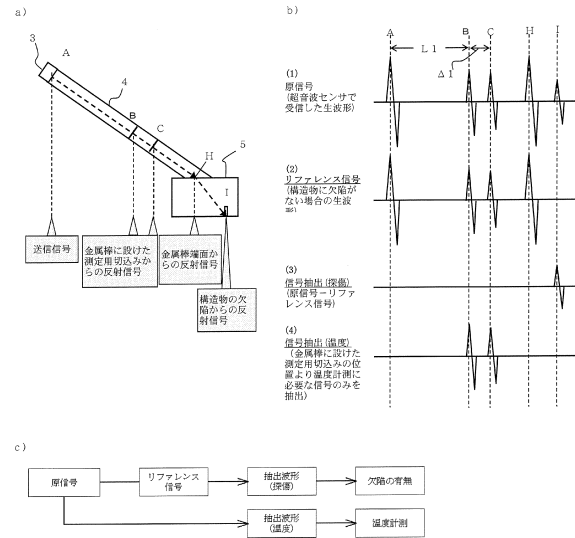 a)
3
A
4
B
C
H
5
I
送信信号
金属棒に設けた
測定用切込みか
らの反射信号
金属棒端面か
らの反射信号
構造物の欠
陥からの反
射信号
b)
A
B
C
H
I
L1
Δ1
(1)
原信号
(超音波センサで
受信した生波形)
(2)
リファレンス信号
(構造物に欠陥が
ない場合の生波
形)
(3)
信号抽出(探傷)
(原信号－リファ
レンス信号)
(4)
信号抽出(温度)
(金属棒に設けた
測定用切込みの位
置より温度計測に
必要な信号のみを
抽出)
c)
原信号
リファレンス
信号
抽出波形
(探傷)
欠陥の有無
抽出波形
(温度)
温度計測